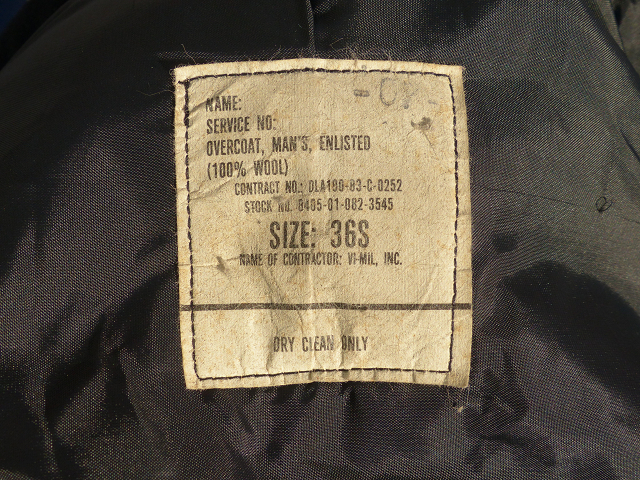 NAME:
SERVICE NO:
OVERCOAT, MAN'S, ENLISTED
(100% WOOL)
CONTRACT NO.: DLA100-83-C-0252
STOCK NO. 8405-01-082-3545
SIZE: 36S
NAME OF CONTRACTOR: VI-MIL, INC.
DRY CLEAN ONLY